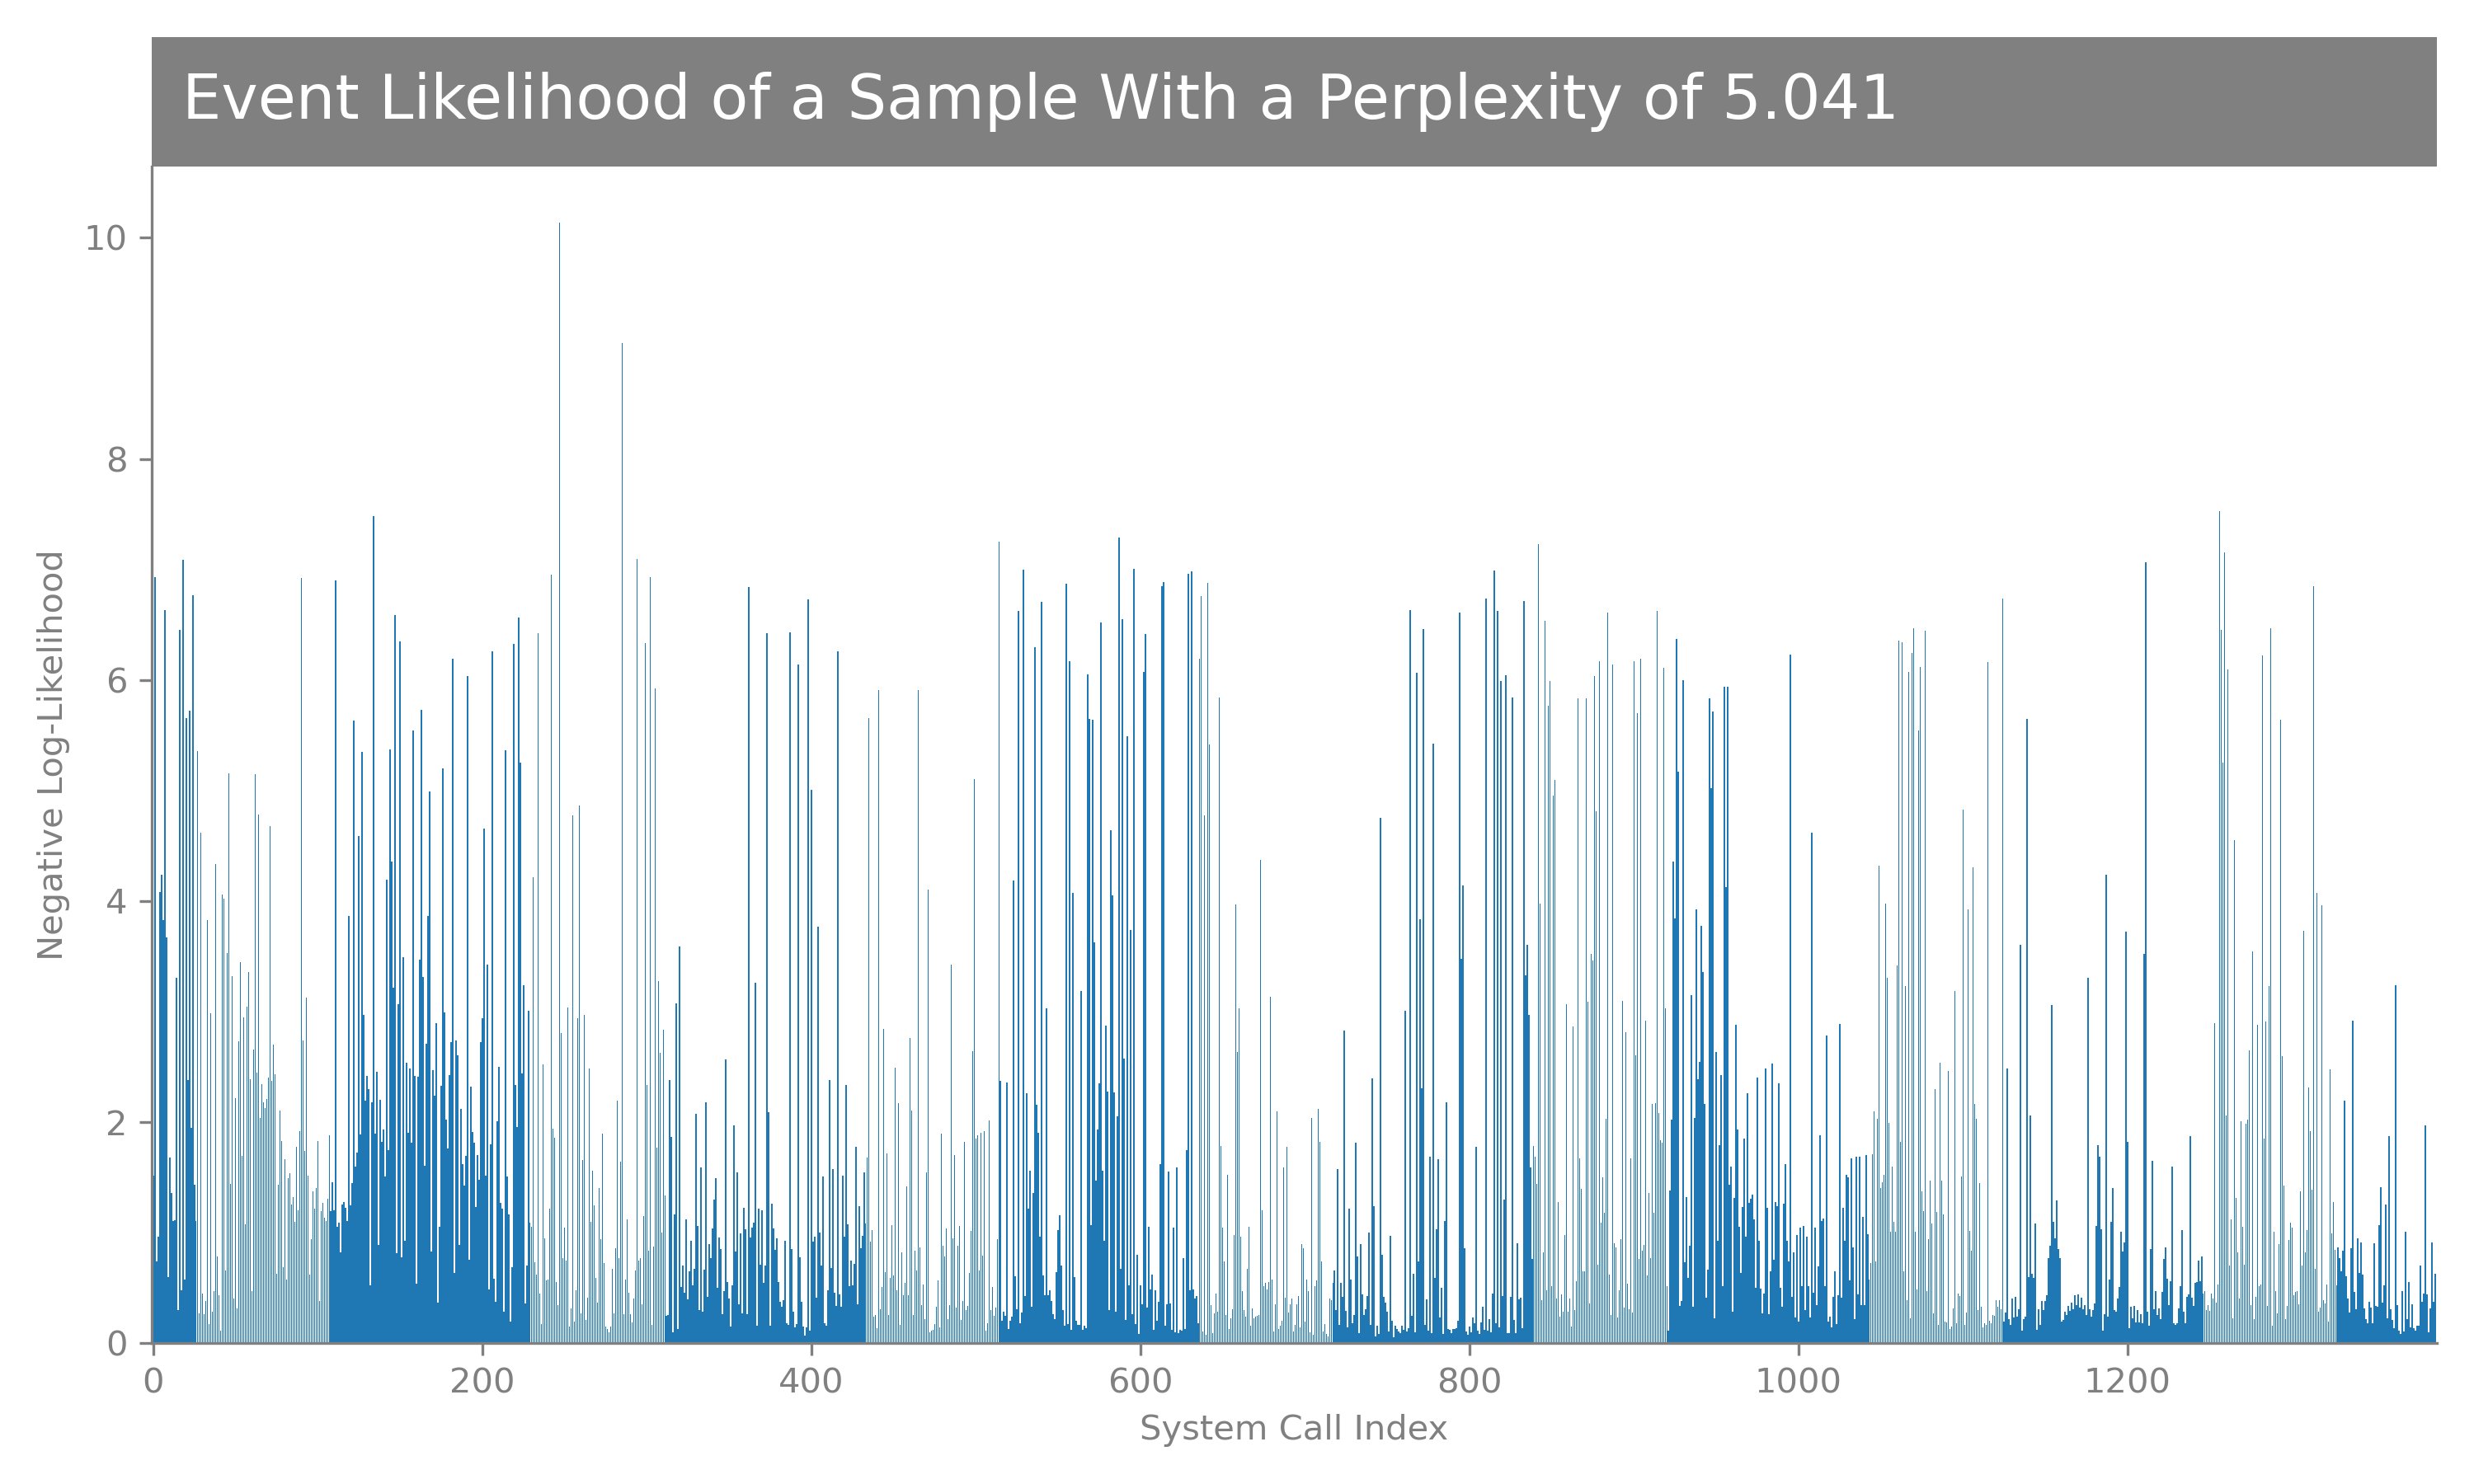 Event Likelihood of a Sample With a Perplexity of 5.041
10
8
6
4
2
0
Negative Log-Likelihood
0 200 400 600 800 1000 1200
System Call Index